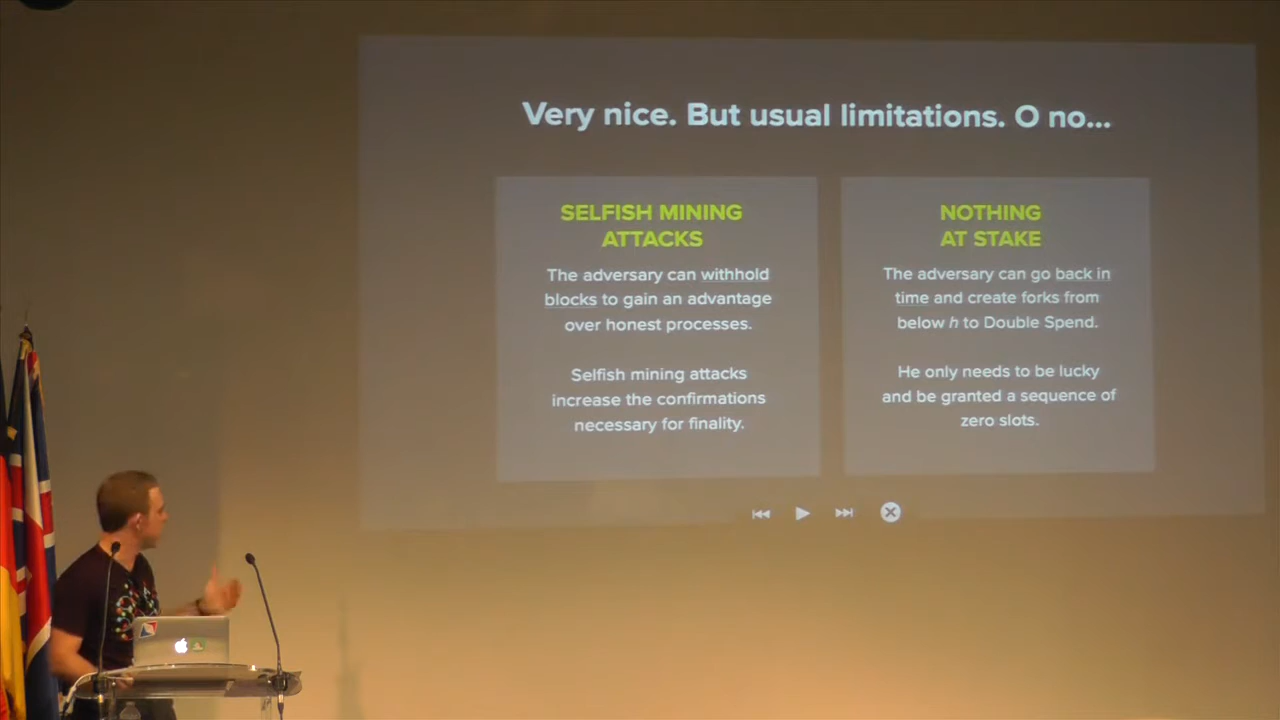 Very nice. But usual limitations. O no...
SELFISH MINING
ATTACKS
The adversary can withhold
blocks to gain an advantage
over honest processes.
Selfish mining attacks
increase the confirmations
necessary for finality.
NOTHING
AT STAKE
The adversary can go back in
time and create forks from
below h to Double Spend.
He only needs to be lucky
and be granted a sequence of
zero slots.